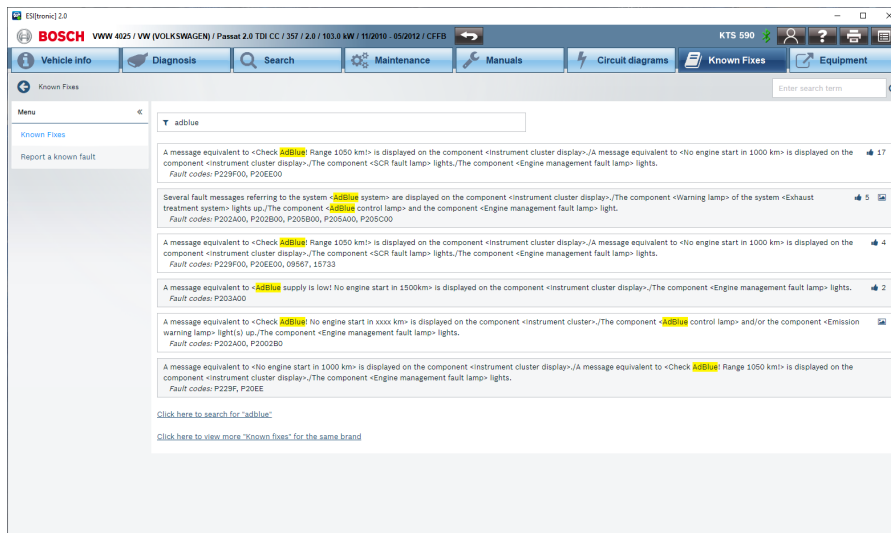 ESI[tronic] 2.0
BOSCH VWW 4025 / VW (VOLKSWAGEN) / Passat 2.0 TDI CC / 357 / 2.0 / 103.0 kW / 11/2010 - 05/2012 / CFFB KTS 590 ?
Vehicle info Diagnosis Search Maintenance Manuals Circuit diagrams Known Fixes Equipment
Known Fixes Enter search term
Menu «
Known Fixes
Report a known fault
adblue
A message equivalent to <Check AdBlue! Range 1050 km!> is displayed on the component <Instrument cluster display>./A message equivalent to <No engine start in 1000 km> is displayed on the 17
component <Instrument cluster display>./The component <SCR fault lamp> lights./The component <Engine management fault lamp> lights.
Fault codes: P229F00, P20EE00
Several fault messages referring to the system <AdBlue system> are displayed on the component <Instrument cluster display>./The component <Warning lamp> of the system <Exhaust 5
treatment system> lights up./The component <AdBlue control lamp> and the component <Engine management fault lamp> light.
Fault codes: P202A00, P202B00, P205B00, P205A00, P205C00
A message equivalent to <Check AdBlue! Range 1050 km!> is displayed on the component <Instrument cluster display>./A message equivalent to <No engine start in 1000 km> is displayed on the 4
component <Instrument cluster display>./The component <SCR fault lamp> lights./The component <Engine management fault lamp> lights.
Fault codes: P229F00, P20EE00, 09567, 15733
A message equivalent to <AdBlue supply is low! No engine start in 1500km> is displayed on the component <Instrument cluster display>./The component <Engine management fault lamp> lights. 2
Fault code: P203A00
A message equivalent to <Check AdBlue! No engine start in xxxx km> is displayed on the component <Instrument cluster>./The component <AdBlue control lamp> and/or the component <Emission
warning lamp> light(s) up./The component <Engine management fault lamp> lights.
Fault codes: P202A00, P2002B0
A message equivalent to <No engine start in 1000 km> is displayed on the component <Instrument cluster display>./A message equivalent to <Check AdBlue! Range 1050 km!> is displayed on the
component <Instrument cluster display>./The component <Engine management fault lamp> lights.
Fault codes: P229F, P20EE
Click here to search for "adblue"
Click here to view more "Known fixes" for the same brand